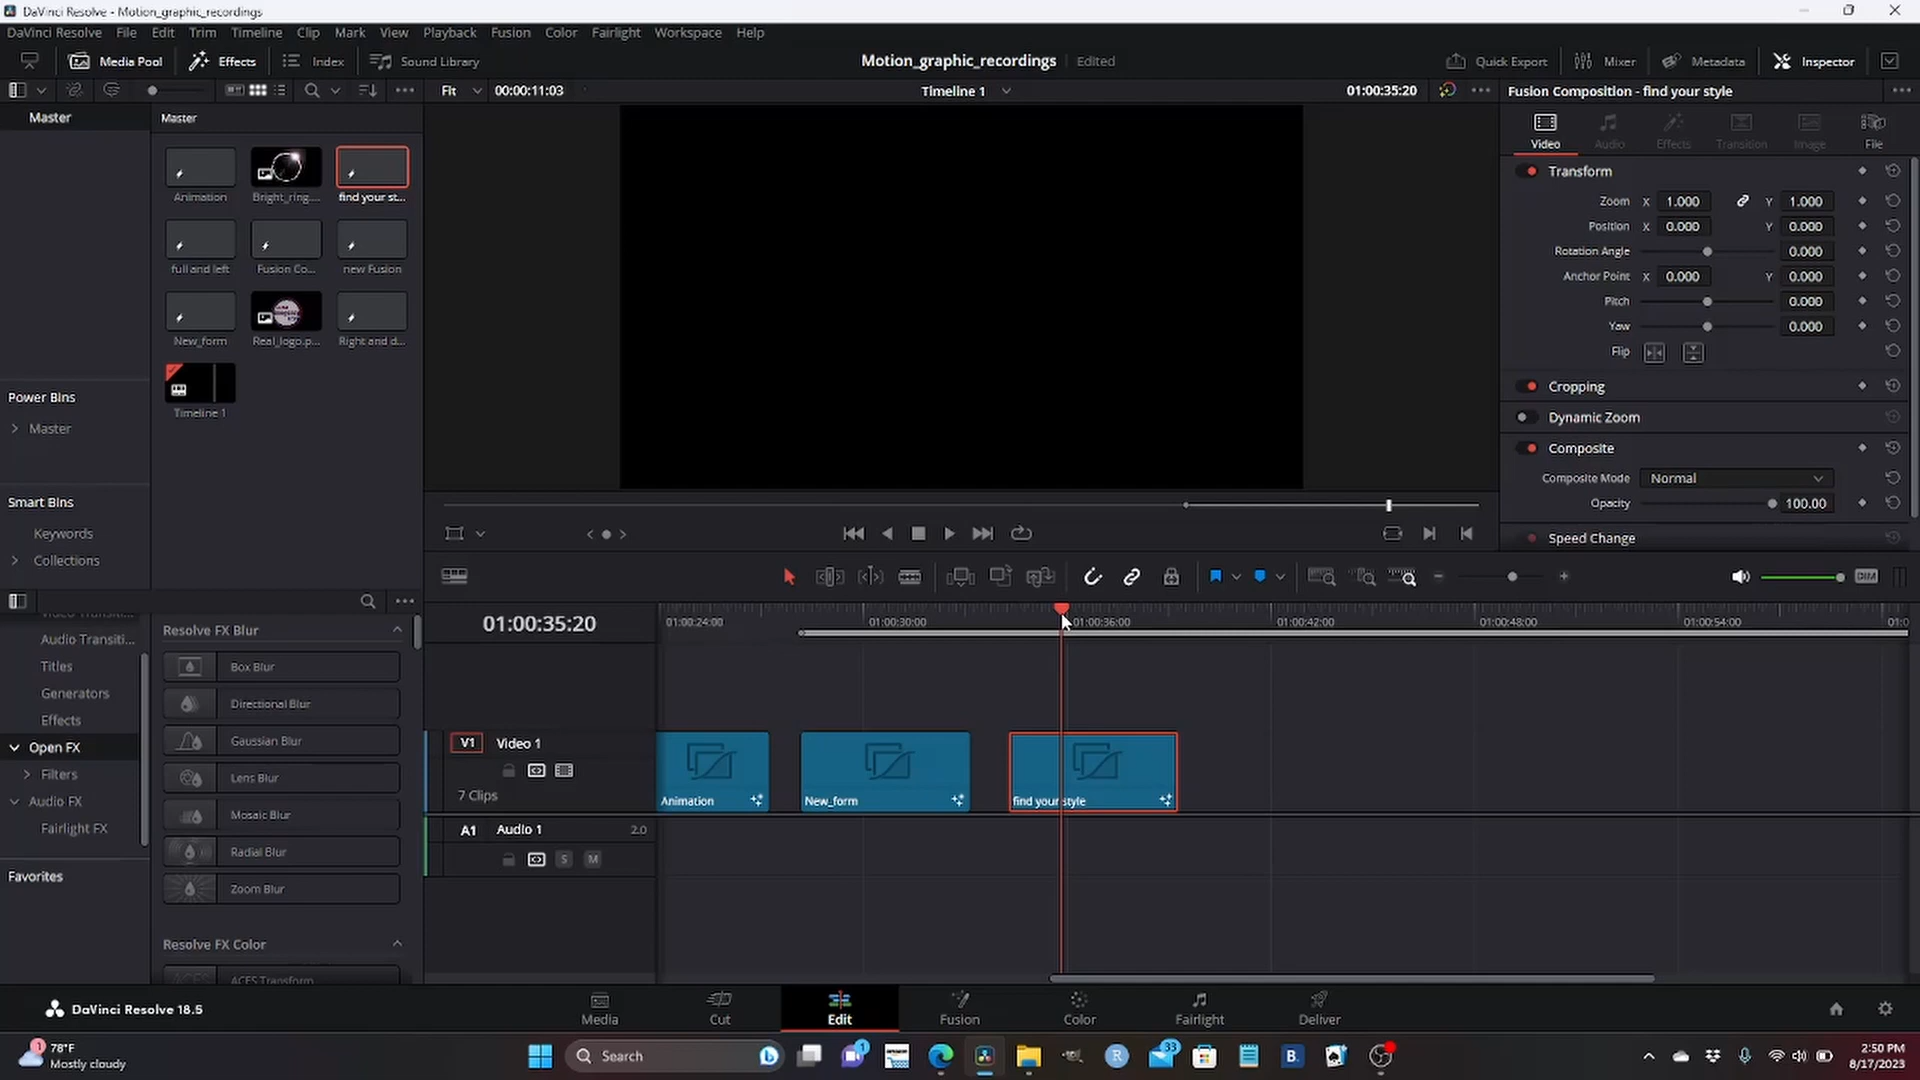 DaVinci Resolve - Motion_graphic_recordings
DaVinci Resolve File Edit Trim Timeline Clip Mark View Playback Fusion Color Fairlight Workspace Help
Media Pool Effects Index Sound Library Motion_graphic_recordings Edited Quick Export Mixer Metadata Inspector
Fit 00:00:11:03 Timeline 1 01:00:35:20 Fusion Composition - find your style
Master
Master
Video Audio Effects Transition Image File
Animation Bright_ring.... find your st...
full and left Fusion Co... new Fusion
New_form Real_logo.p... Right and d...
Timeline 1
Power Bins
Master
Smart Bins
Keywords
Collections
Transform
Zoom X 1.000 Y 1.000
Position X 0.000 Y 0.000
Rotation Angle 0.000
Anchor Point X 0.000 Y 0.000
Pitch 0.000
Yaw 0.000
Flip
Cropping
Dynamic Zoom
Composite
Composite Mode Normal
Opacity 100.00
Speed Change
DIM
Video Transiti...
Audio Transiti...
Titles
Generators
Effects
Open FX
Filters
Audio FX
Fairlight FX
Favorites
Resolve FX Blur
Box Blur
Directional Blur
Gaussian Blur
Lens Blur
Mosaic Blur
Radial Blur
Zoom Blur
Resolve FX Color
ACES Transform
01:00:35:20
01:00:24:00 01:00:30:00 01:00:36:00 01:00:42:00 01:00:48:00 01:00:54:00 01:0
V1 Video 1
7 Clips
Animation New_form find your style
A1 Audio 1 2.0
S M
DaVinci Resolve 18.5
Media Cut Edit Fusion Color Fairlight Deliver
1
78°F
Mostly cloudy
Search
1
R
33
B.
2:50 PM
8/17/2023